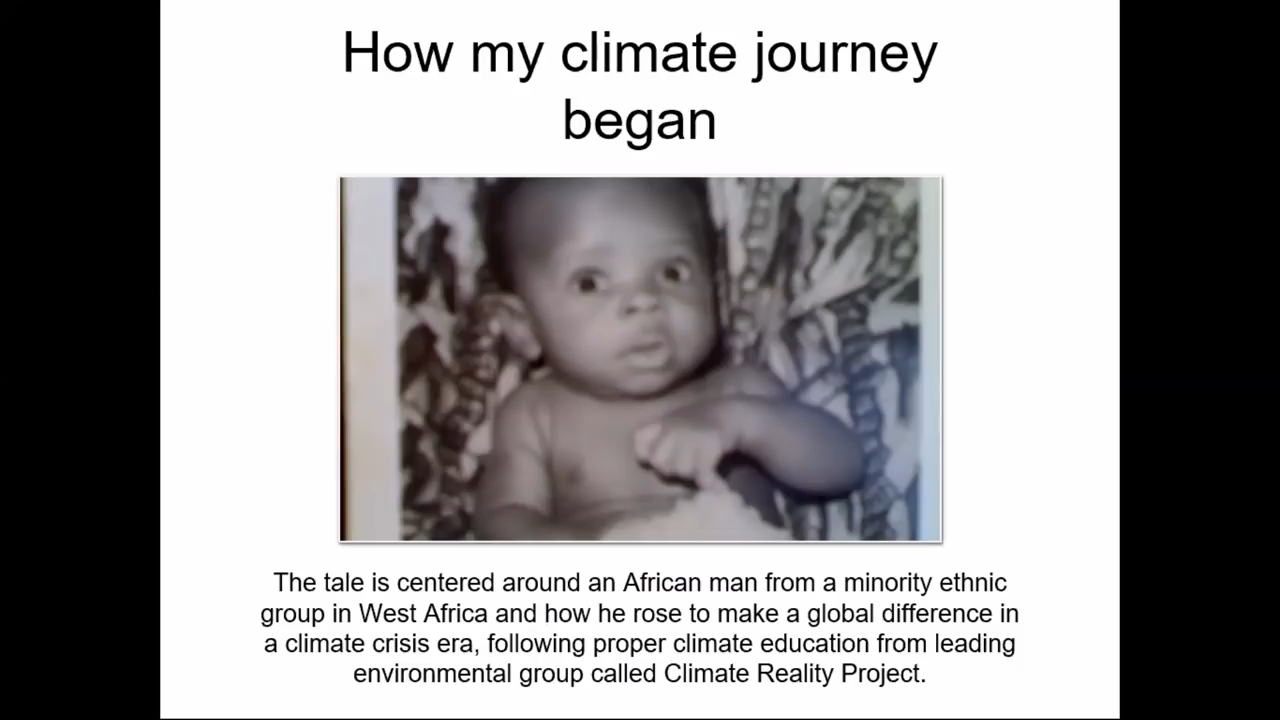 How my climate journey
began
The tale is centered around an African man from a minority ethnic
group in West Africa and how he rose to make a global difference in
a climate crisis era, following proper climate education from leading
environmental group called Climate Reality Project.